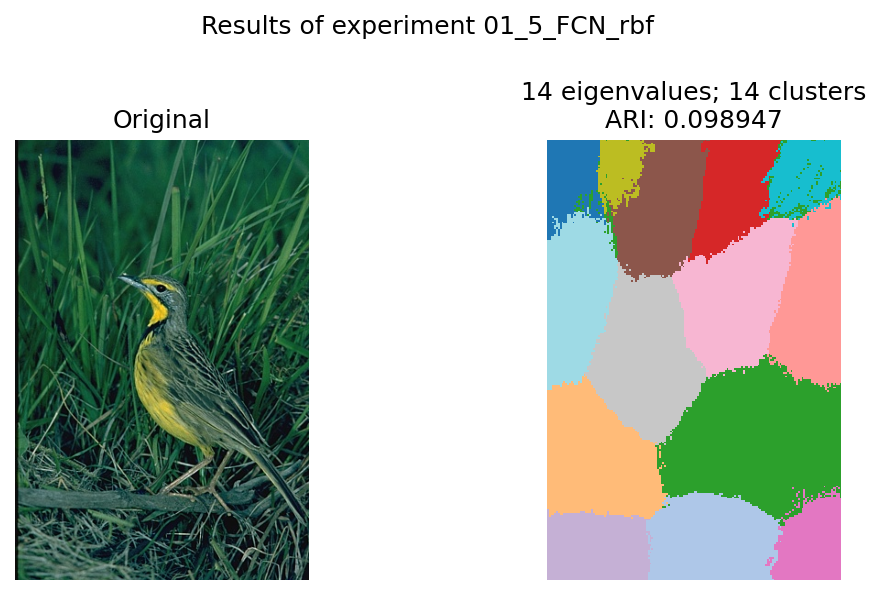 Results of experiment 01_5_FCN_rbf
Original
14 eigenvalues; 14 clusters
ARI: 0.098947